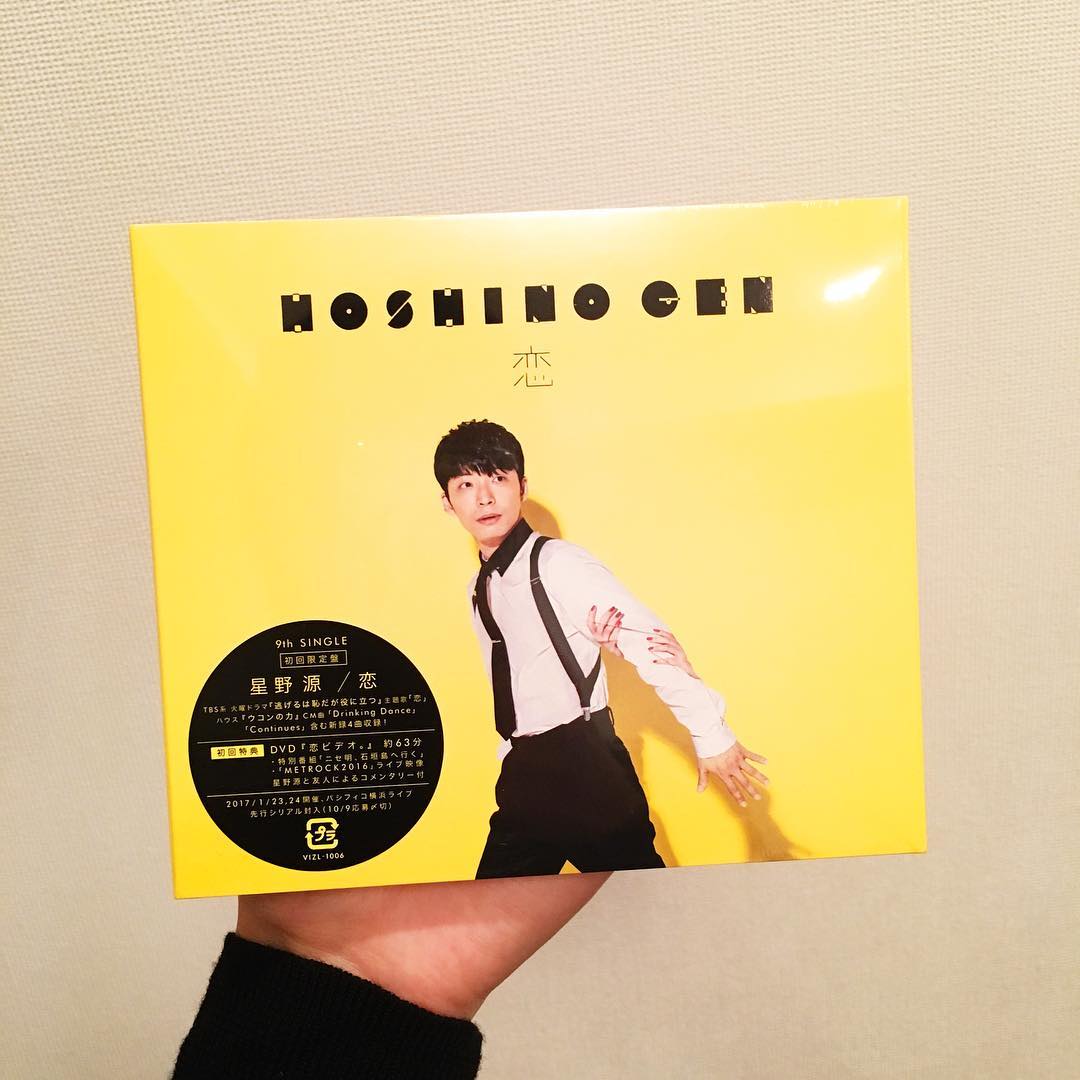 HOSHINO GEN
恋
9th SINGLE
初回限定盤
星野源 / 恋
TBS系 火曜ドラマ『逃げるは恥だが役に立つ』主題歌「恋」
ハウス『ウコンの力』CM曲「Drinking Dance」
「Continues」含む新録4曲収録!
初回特典 DVD『恋ビデオ。』 約63分
・特別番組「ニセ明、石垣島へ行く」
・「METROCK2016」ライブ映像
星野源と友人によるコメンタリー付
2017/1/23,24開催、パシフィコ横浜ライブ
先行シリアル封入(10/9応募〆切)
プラ
VIZL-1006